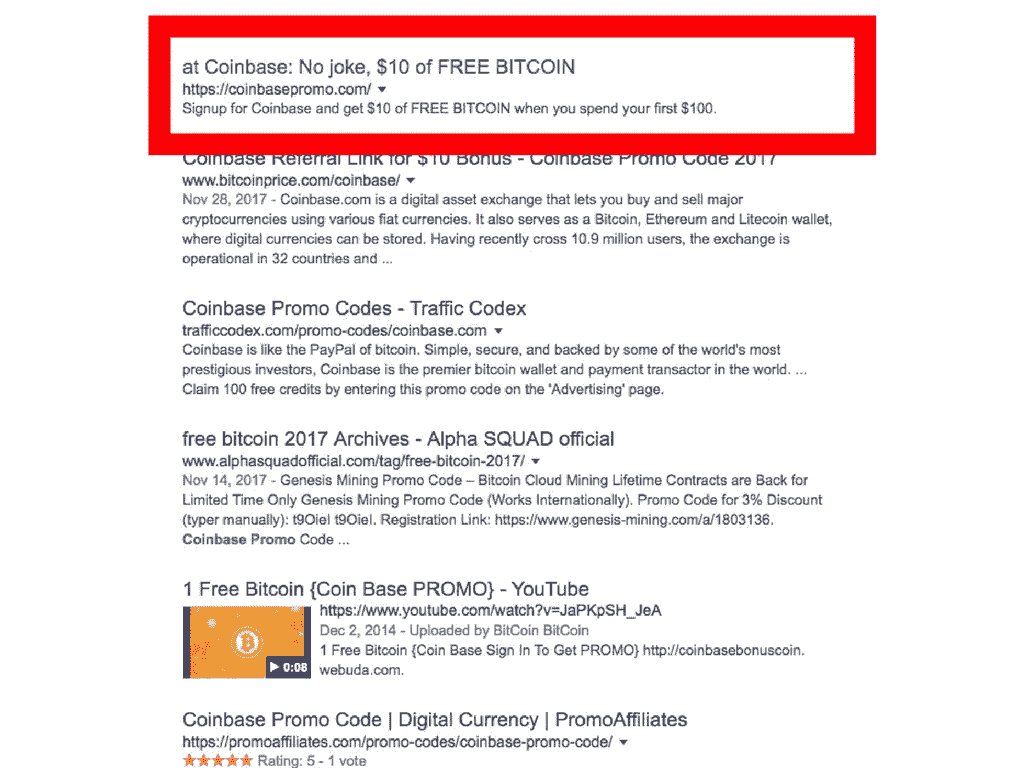 at Coinbase: No joke, $10 of FREE BITCOIN
https://coinbasepromo.com/
Signup for Coinbase and get $10 of FREE BITCOIN when you spend your first $100.
Coinbase Referral Link for $10 Bonus - Coinbase Promo Code 2017
www.bitcoinprice.com/coinbase/
Nov 28, 2017 - Coinbase.com is a digital asset exchange that lets you buy and sell major
cryptocurrencies using various fiat currencies. It also serves as a Bitcoin, Ethereum and Litecoin wallet,
where digital currencies can be stored. Having recently cross 10.9 million users, the exchange is
operational in 32 countries and ...
Coinbase Promo Codes - Traffic Codex
trafficcodex.com/promo-codes/coinbase.com
Coinbase is like the PayPal of bitcoin. Simple, secure, and backed by some of the world's most
prestigious investors, Coinbase is the premier bitcoin wallet and payment transactor in the world. ...
Claim 100 free credits by entering this promo code on the 'Advertising' page.
free bitcoin 2017 Archives - Alpha SQUAD official
www.alphasquadofficial.com/tag/free-bitcoin-2017/
Nov 14, 2017 - Genesis Mining Promo Code – Bitcoin Cloud Mining Lifetime Contracts are Back for
Limited Time Only Genesis Mining Promo Code (Works Internationally). Promo Code for 3% Discount
(typer manually): t9Oiel t9Oiel. Registration Link: https://www.genesis-mining.com/a/1803136.
Coinbase Promo Code ...
1 Free Bitcoin {Coin Base PROMO} - YouTube
https://www.youtube.com/watch?v=JaPKpSH_JeA
Dec 2, 2014 - Uploaded by BitCoin BitCoin
1 Free Bitcoin {Coin Base Sign In To Get PROMO} http://coinbasebonuscoin.
webuda.com.
0:08
Coinbase Promo Code | Digital Currency | PromoAffiliates
https://promoaffiliates.com/promo-codes/coinbase-promo-code/
Rating: 5 - 1 vote